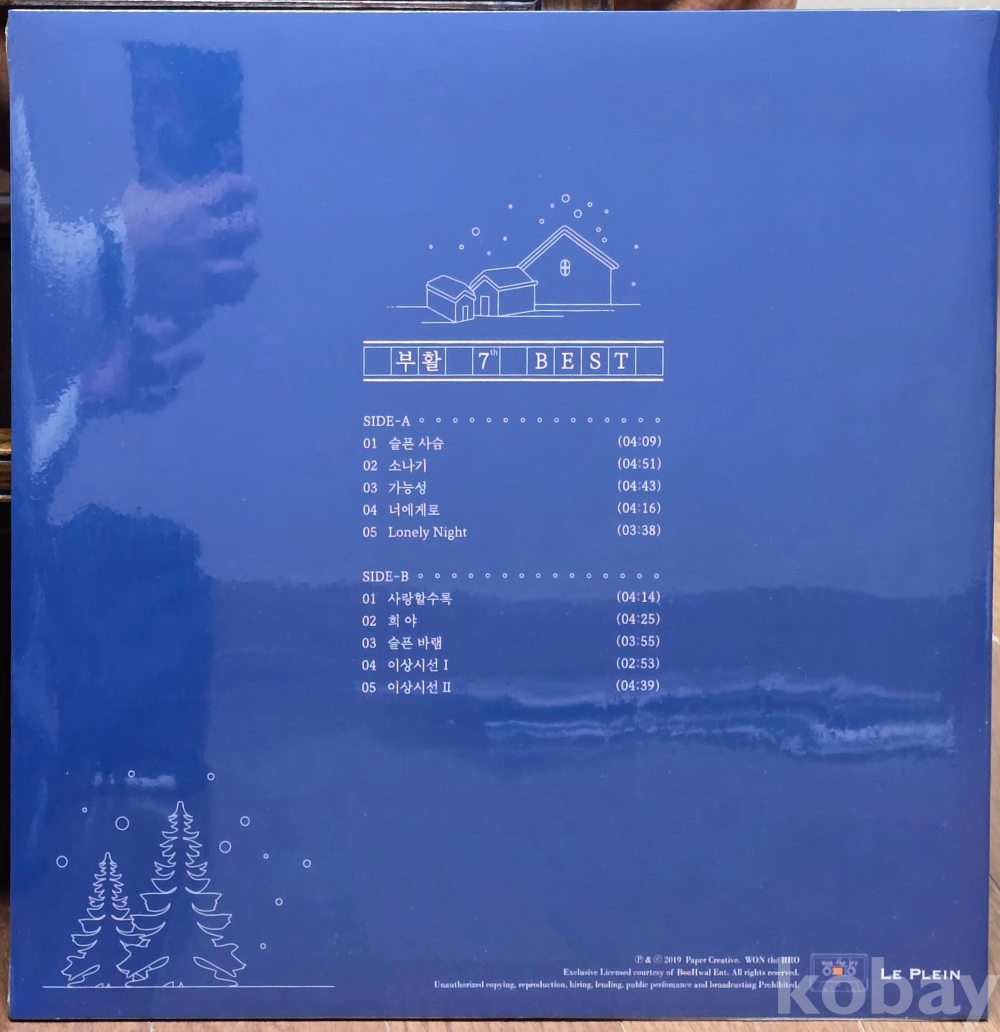 부활 7th BEST
SIDE-A
01 슬픈 사슴 (04:09)
02 소나기 (04:51)
03 가능성 (04:43)
04 너에게로 (04:16)
05 Lonely Night (03:38)
SIDE-B
01 사랑할수록 (04:14)
02 희야 (04:25)
03 슬픈 바램 (03:55)
04 이상시선 I (02:53)
05 이상시선 II (04:39)
Ⓟ & ⓒ 2019 Paper Creative. WON the BRO
Exclusive Licensed courtesy of BooHwal Ent. All rights reserved.
Unauthorized copying, reproduction, hiring, lending, public perfomance and broadcasting Prohibited.
LE PLEIN
kobay